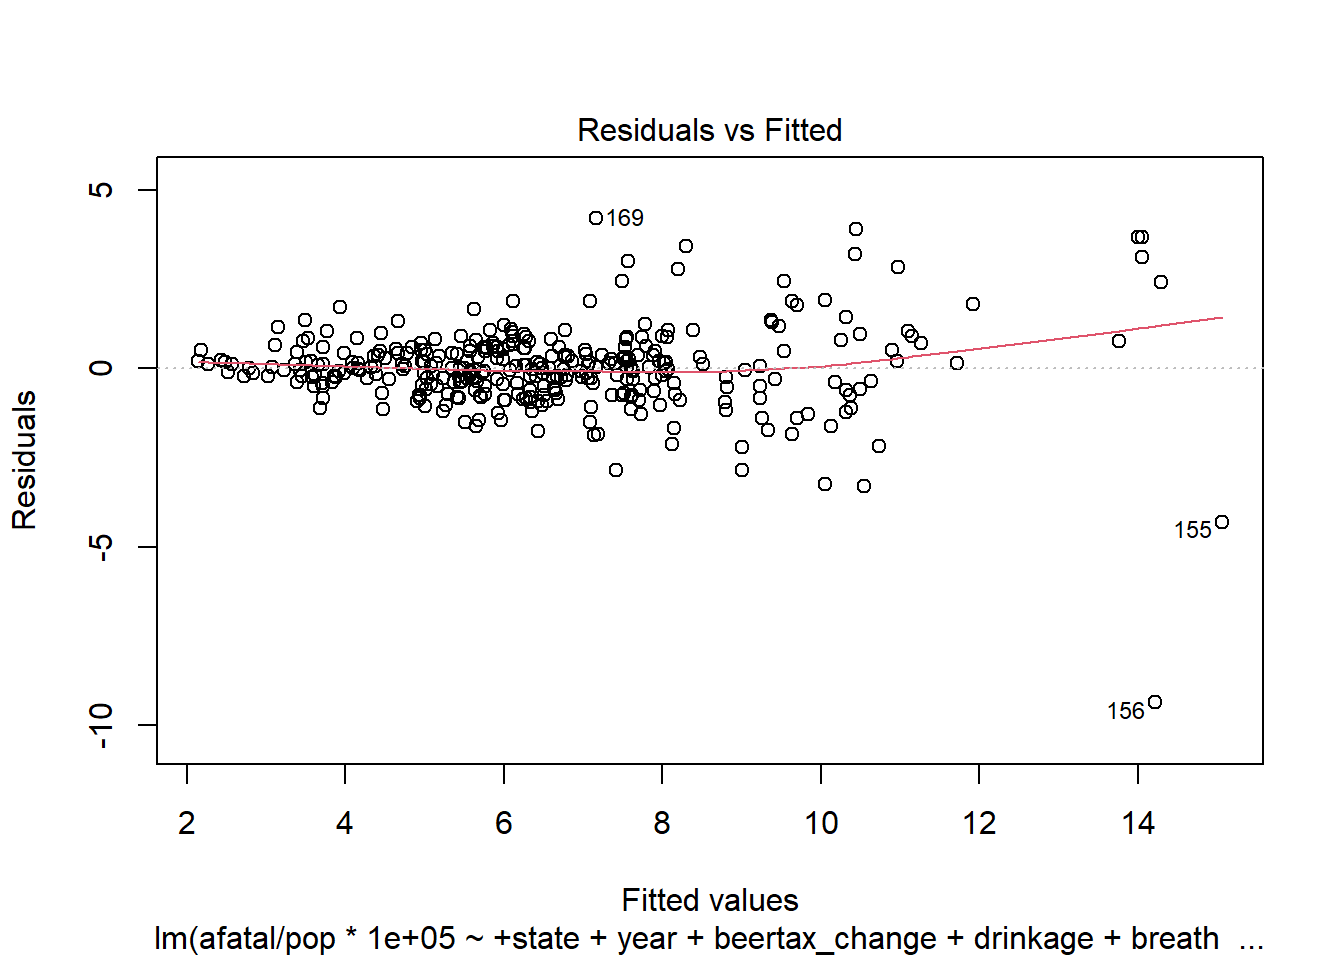 Residuals vs Fitted
5
0
-5
-10
Residuals
169
155
156
2 4 6 8 10 12 14
Fitted values
lm(afatal/pop * 1e+05 ~ +state + year + beertax_change + drinkage + breath ...